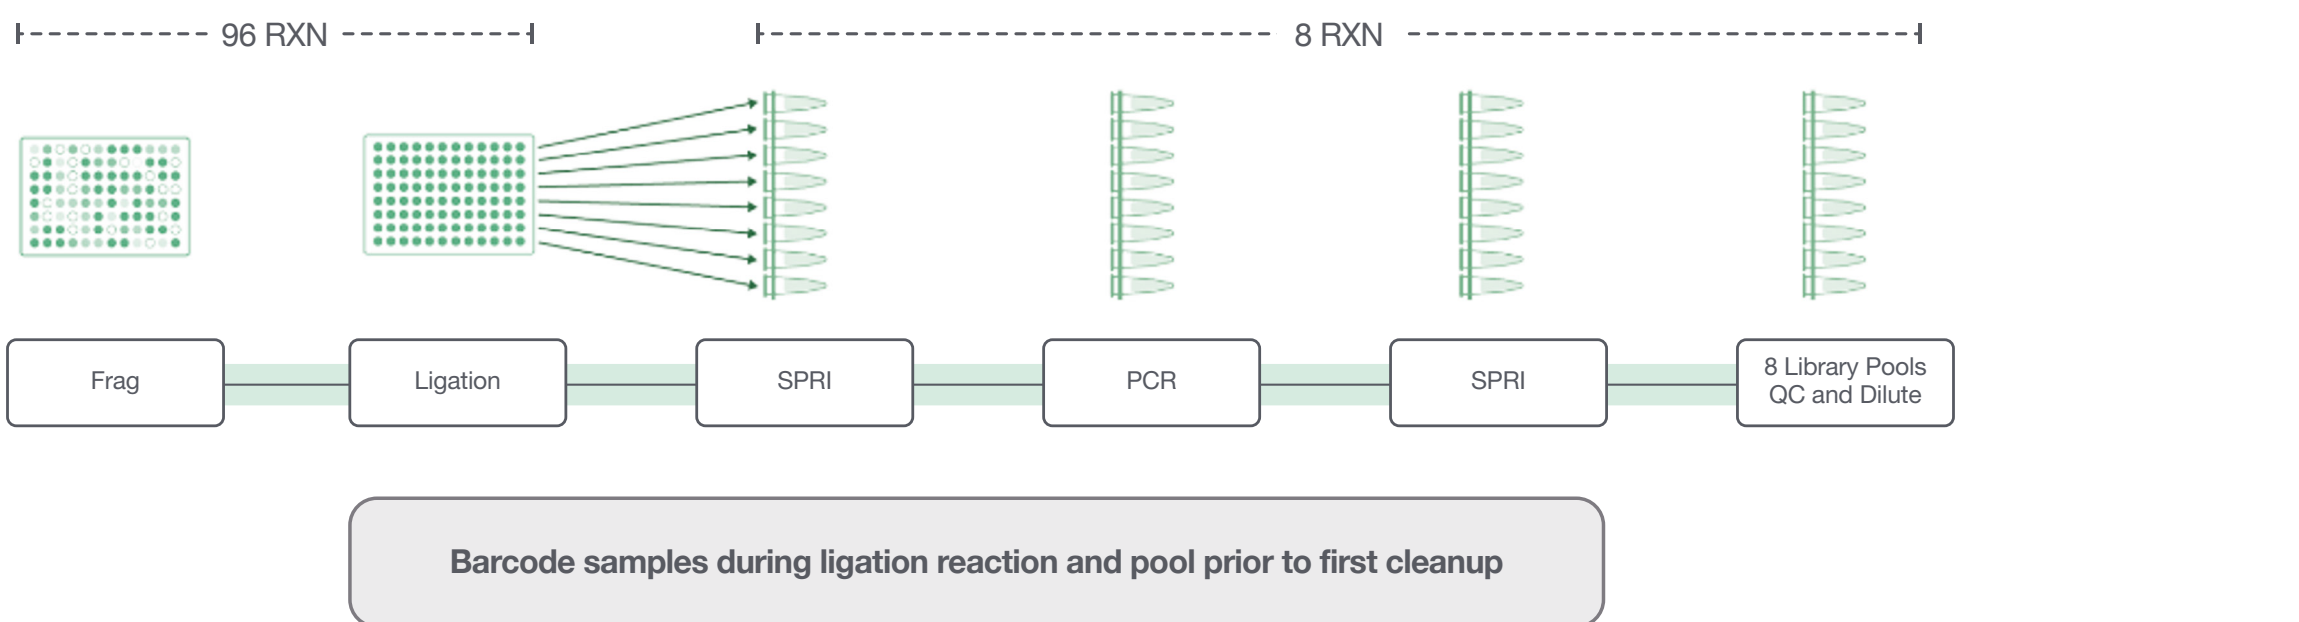 96 RXN
8 RXN
Frag
Ligation
SPRI
PCR
SPRI
8 Library Pools
QC and Dilute
Barcode samples during ligation reaction and pool prior to first cleanup